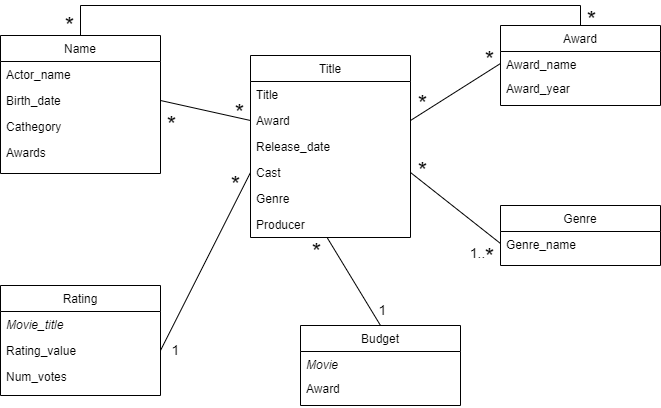 *
*
Name
Actor_name
Birth_date
Cathegory
Awards
*
*
Title
Title
Award
Release_date
Cast
Genre
Producer
*
*
Award
Award_name
Award_year
*
1..*
Genre
Genre_name
*
1
Rating
Movie_title
Rating_value
Num_votes
*
1
Budget
Movie
Award